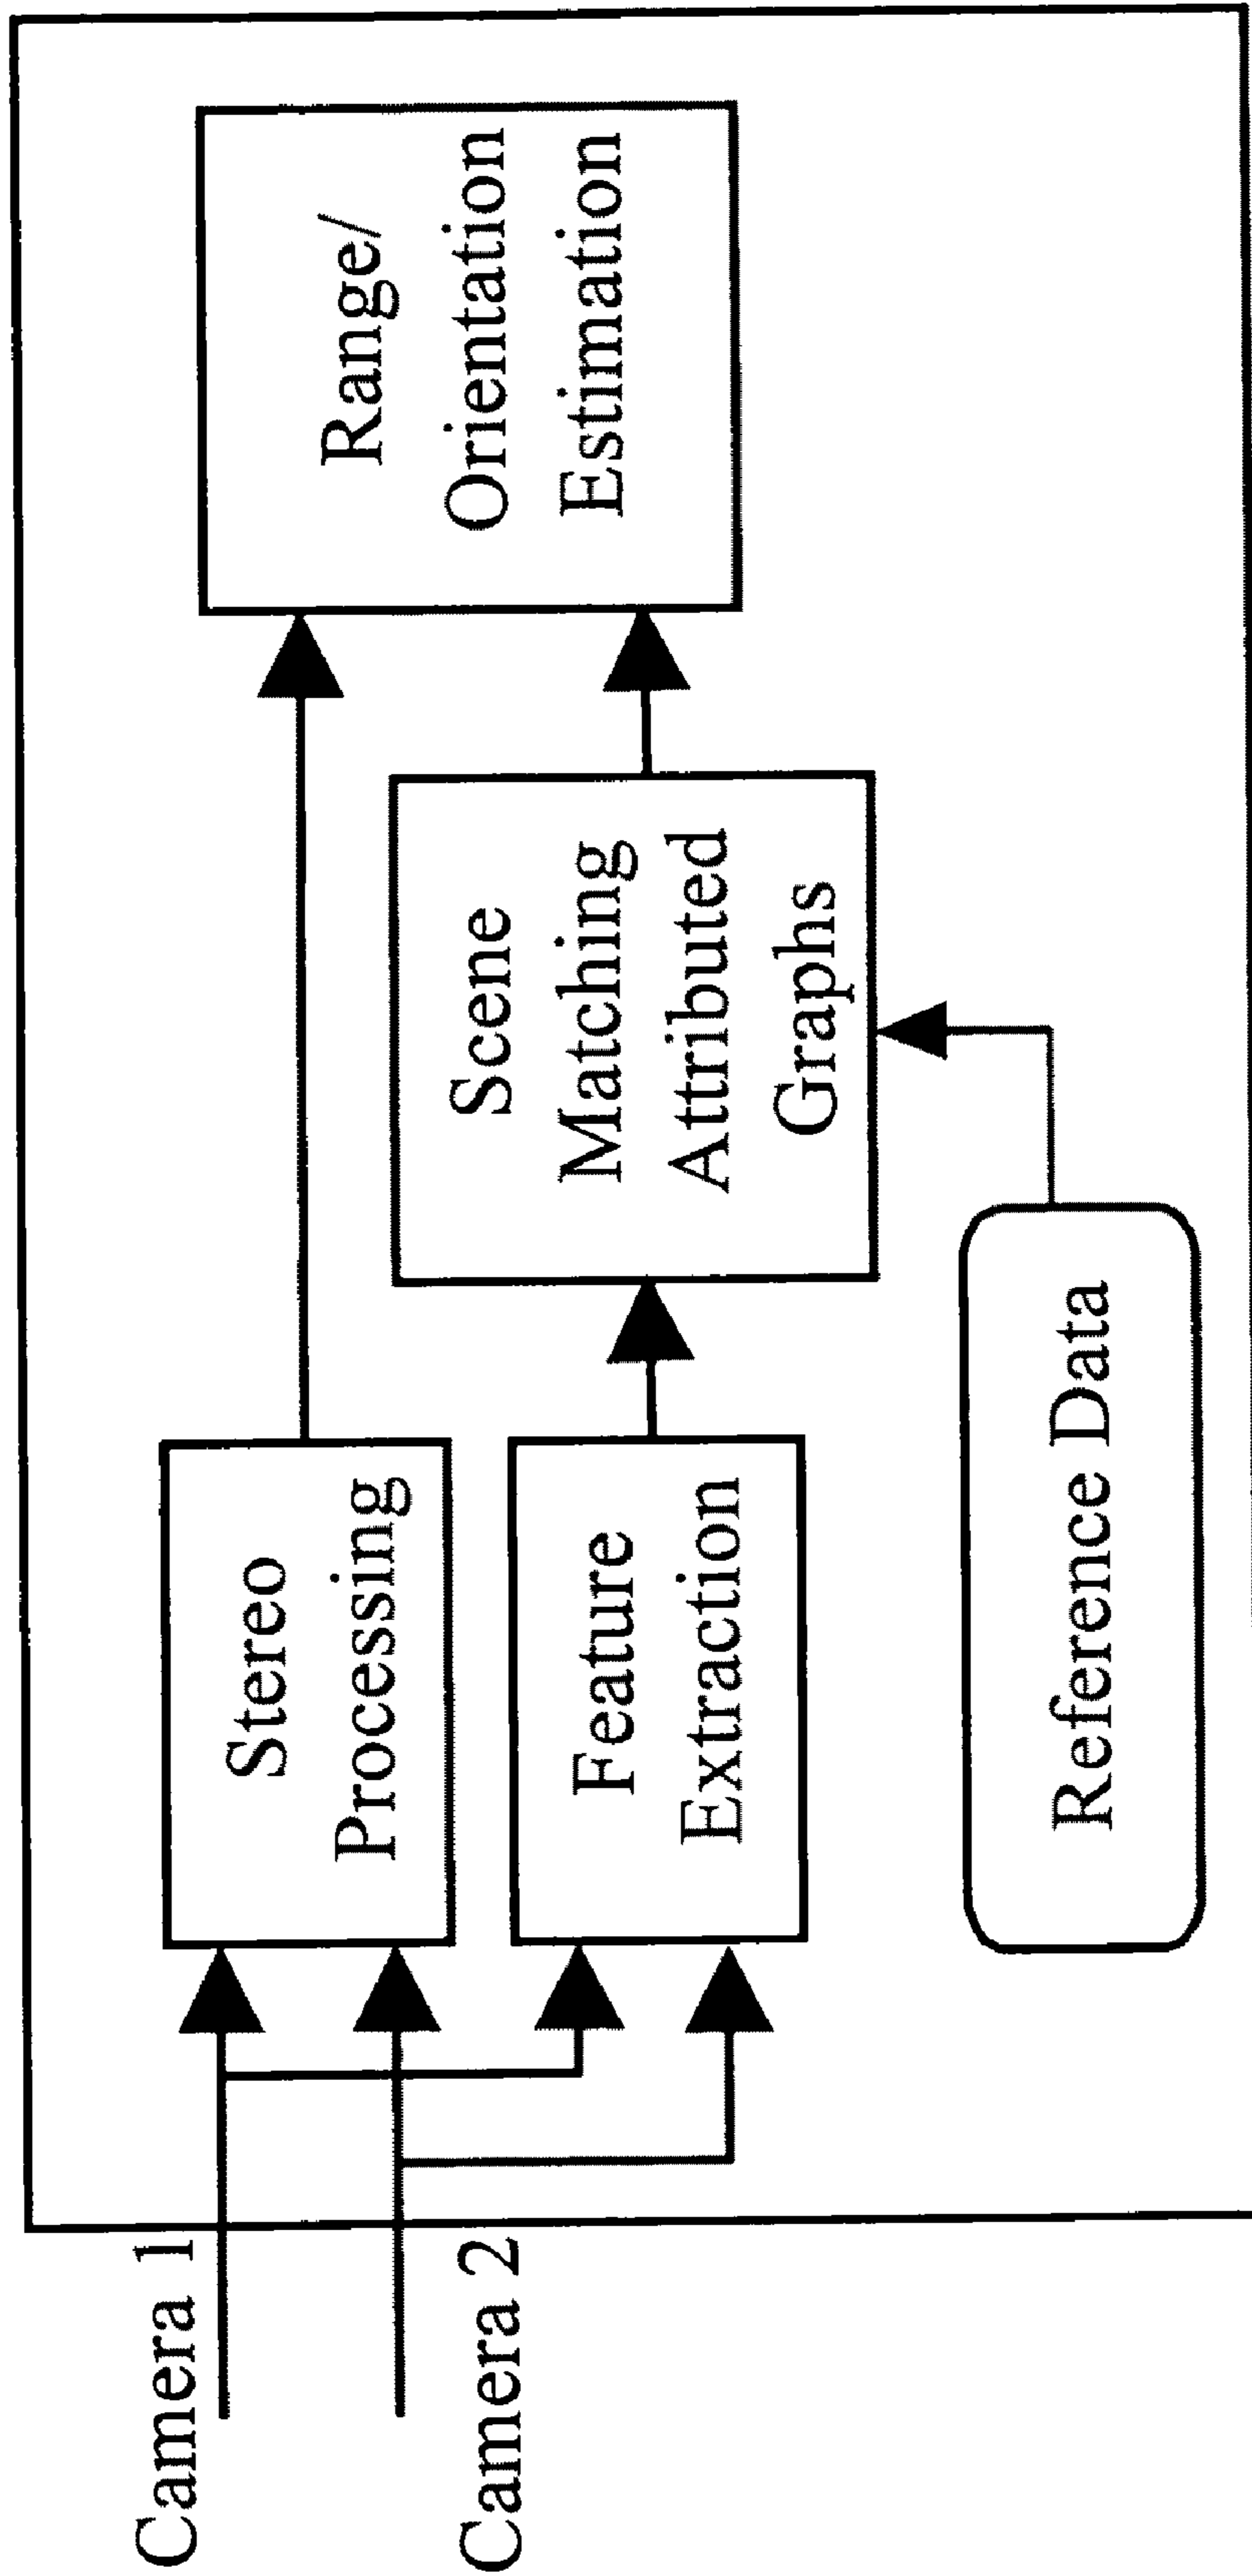 Camera 1
Camera 2
Stereo
Processing
Feature
Extraction
Reference Data
Scene
Matching
Attributed
Graphs
Range/
Orientation
Estimation